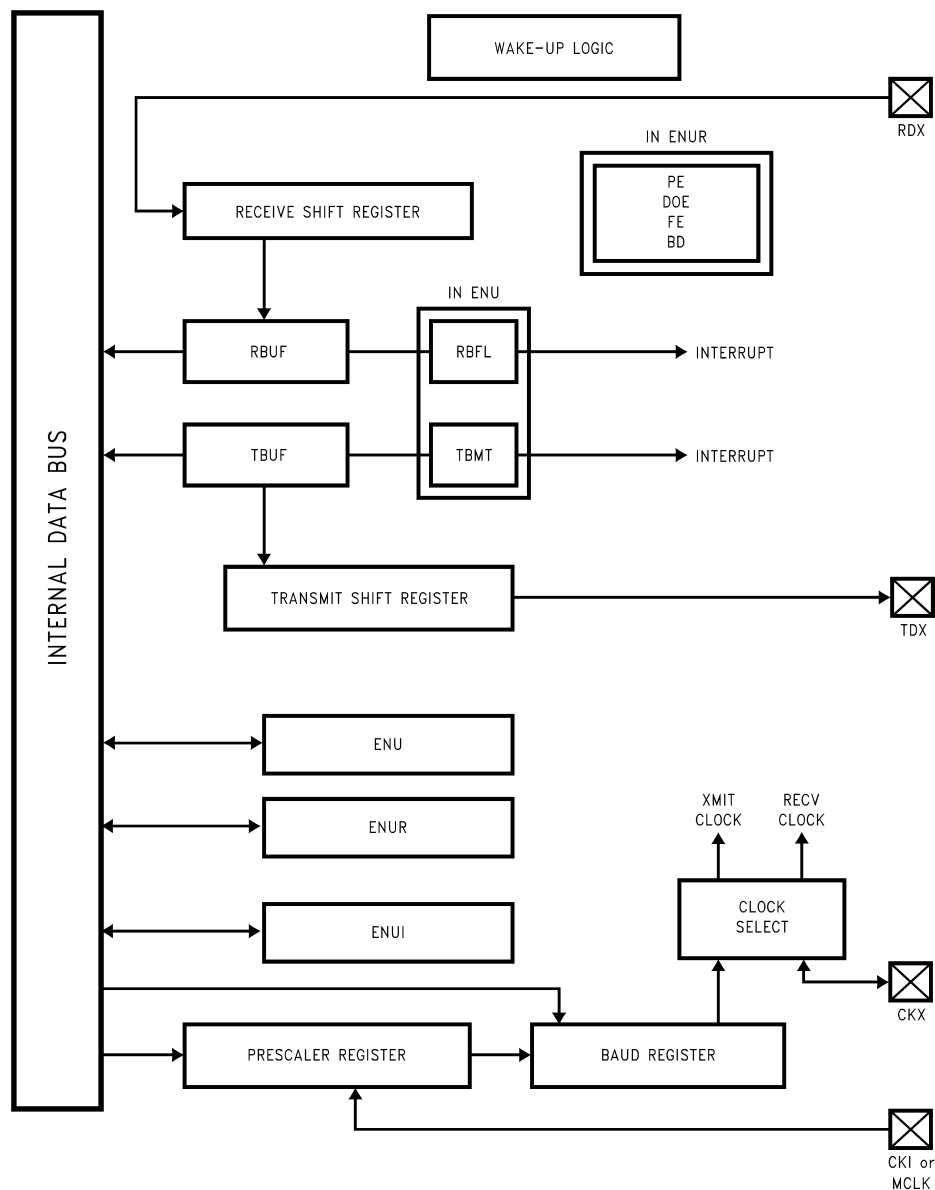 WAKE-UP LOGIC
RDX
IN ENUR
PE
DOE
FE
BD
RECEIVE SHIFT REGISTER
IN ENU
RBUF
RBFL
INTERRUPT
TBUF
TBMT
INTERRUPT
INTERNAL DATA BUS
TRANSMIT SHIFT REGISTER
TDX
ENU
ENUR
XMIT
CLOCK
RECV
CLOCK
ENUI
CLOCK
SELECT
CKX
PRESCALER REGISTER
BAUD REGISTER
CKI or
MCLK